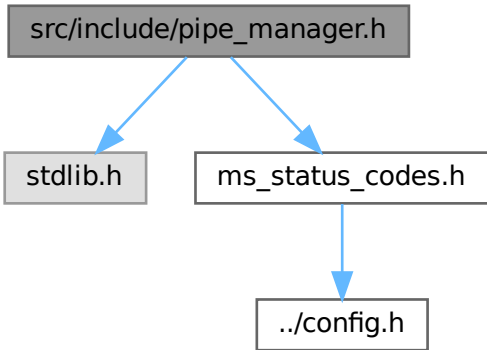 src/include/pipe_manager.h
stdlib.h
ms_status_codes.h
../config.h